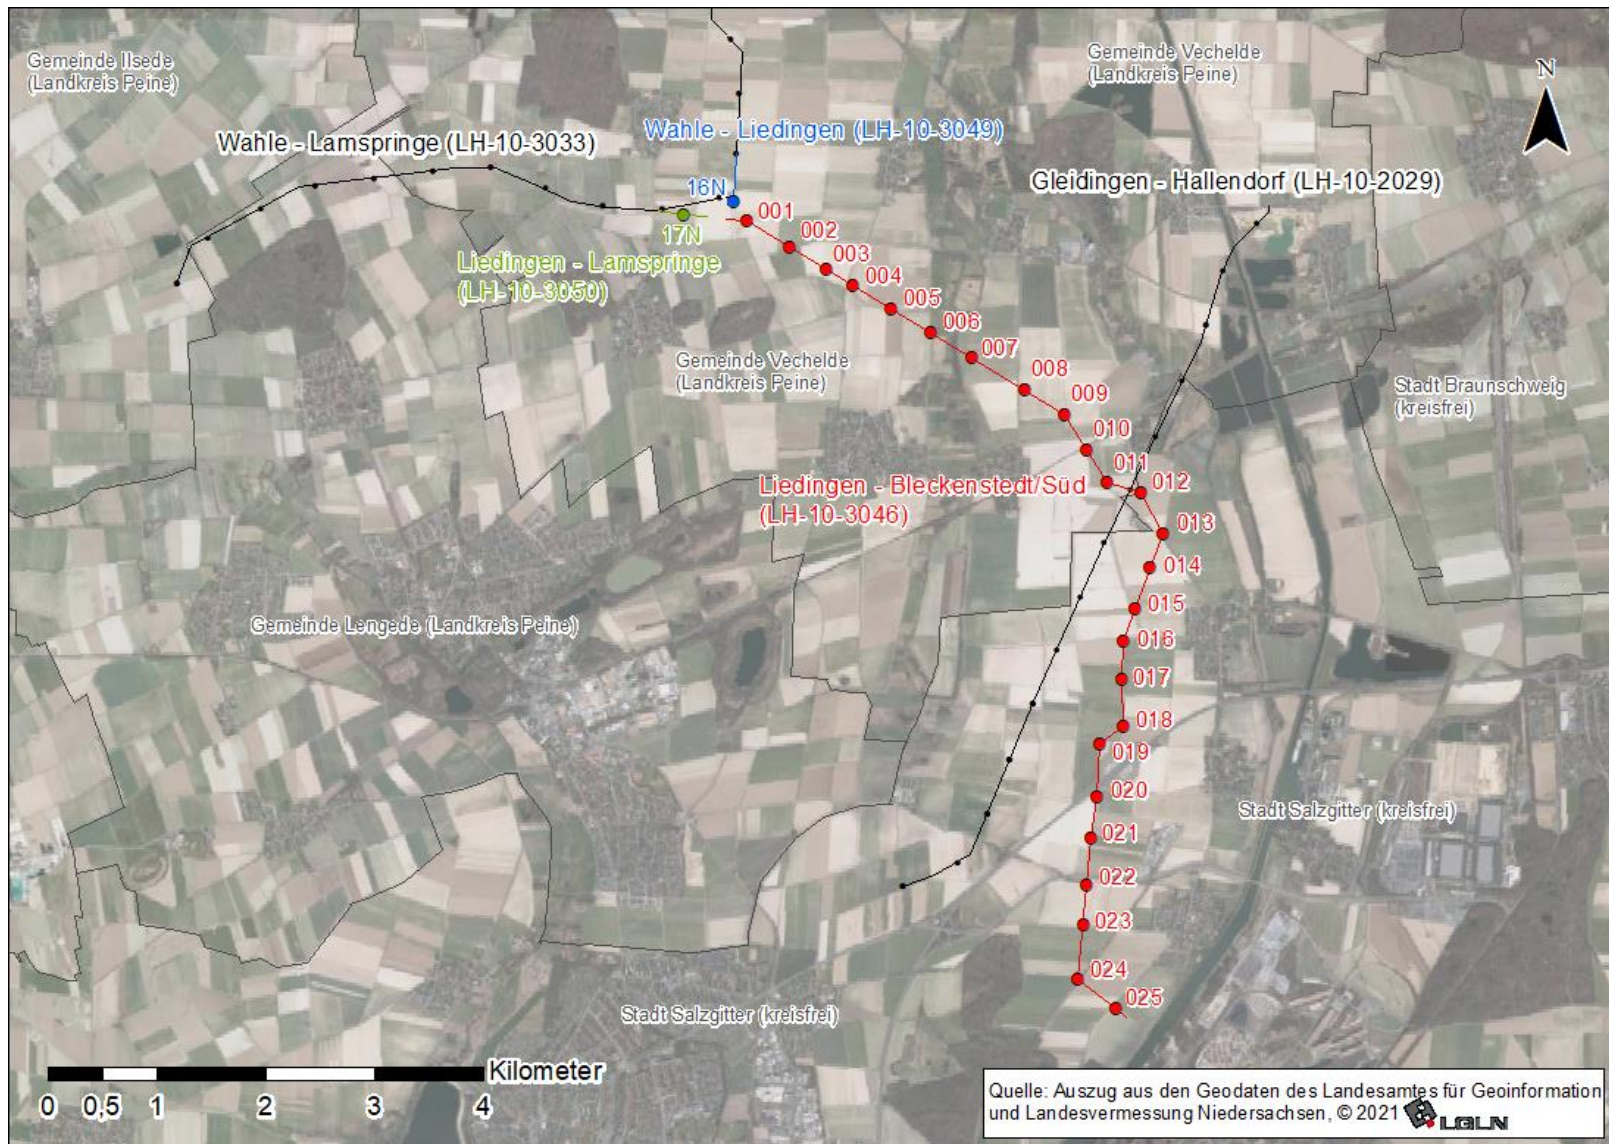 Gemeinde Ilsede
(Landkreis Peine)
Gemeinde Vechelde
(Landkreis Peine)
N
Wahle - Lamspringe (LH-10-3033)
Wahle - Liedingen (LH-10-3049)
Gleidingen - Hallendorf (LH-10-2029)
16N
17N
Liedingen - Lamspringe
(LH-10-3050)
001
002
003
004
005
006
007
Gemeinde Vechelde
(Landkreis Peine)
008
Stadt Braunschweig
(kreisfrei)
009
010
011
Liedingen - Bleckenstedt/Süd
(LH-10-3046)
012
013
014
015
Gemeinde Lengede (Landkreis Peine)
016
017
018
019
020
Stadt Salzgitter (kreisfrei)
021
022
023
024
025
Stadt Salzgitter (kreisfrei)
Kilometer
0 0,5 1 2 3 4
Quelle: Auszug aus den Geodaten des Landesamtes für Geoinformation
und Landesvermessung Niedersachsen, © 2021 LGLN